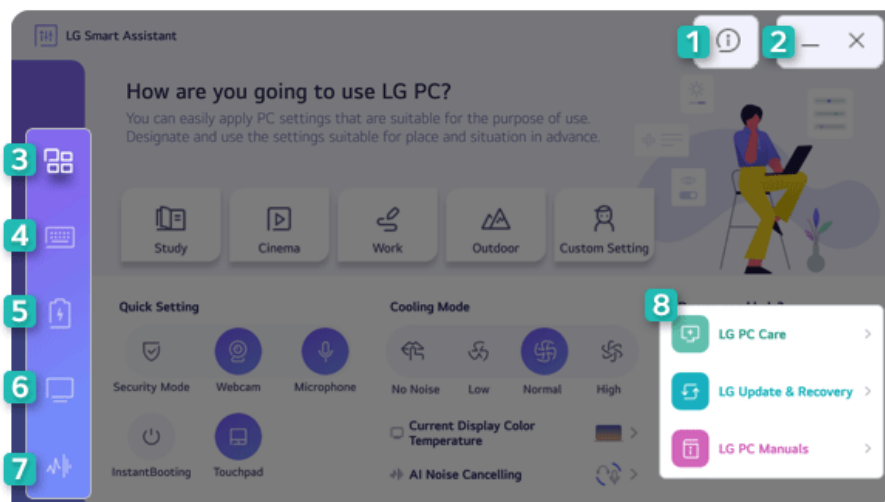 LG Smart Assistant
1
2
How are you going to use LG PC?
You can easily apply PC settings that are suitable for the purpose of use.
Designate and use the settings suitable for place and situation in advance.
3
4
5
6
7
Study
Cinema
Work
Outdoor
Custom Setting
Quick Setting
Security Mode
Webcam
Microphone
InstantBooting
Touchpad
Cooling Mode
No Noise
Low
Normal
High
Current Display Color
Temperature
AI Noise Cancelling
8
LG PC Care
LG Update & Recovery
LG PC Manuals